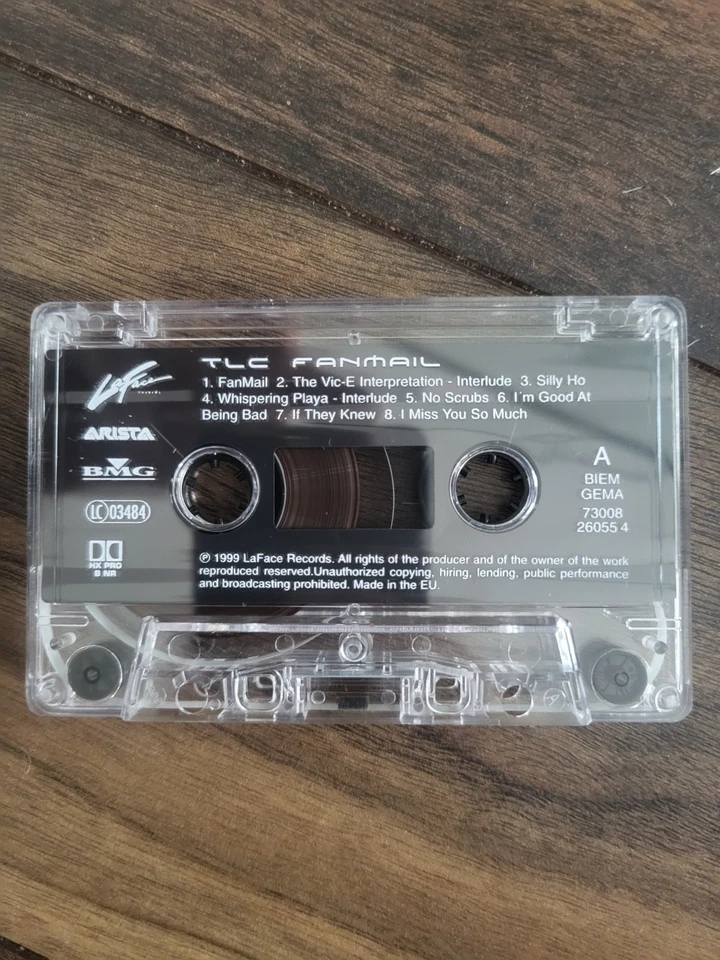 TLC FANMAIL
1. FanMail 2. The Vic-E Interpretation - Interlude 3. Silly Ho
4. Whispering Playa - Interlude 5. No Scrubs 6. I´m Good At
Being Bad 7. If They Knew 8. I Miss You So Much
LaFace
records
ARISTA
BMG
LC 03484
HX PRO
B NR
A
BIEM
GEMA
73008
26055 4
℗ 1999 LaFace Records. All rights of the producer and of the owner of the work
reproduced reserved.Unauthorized copying, hiring, lending, public performance
and broadcasting prohibited. Made in the EU.